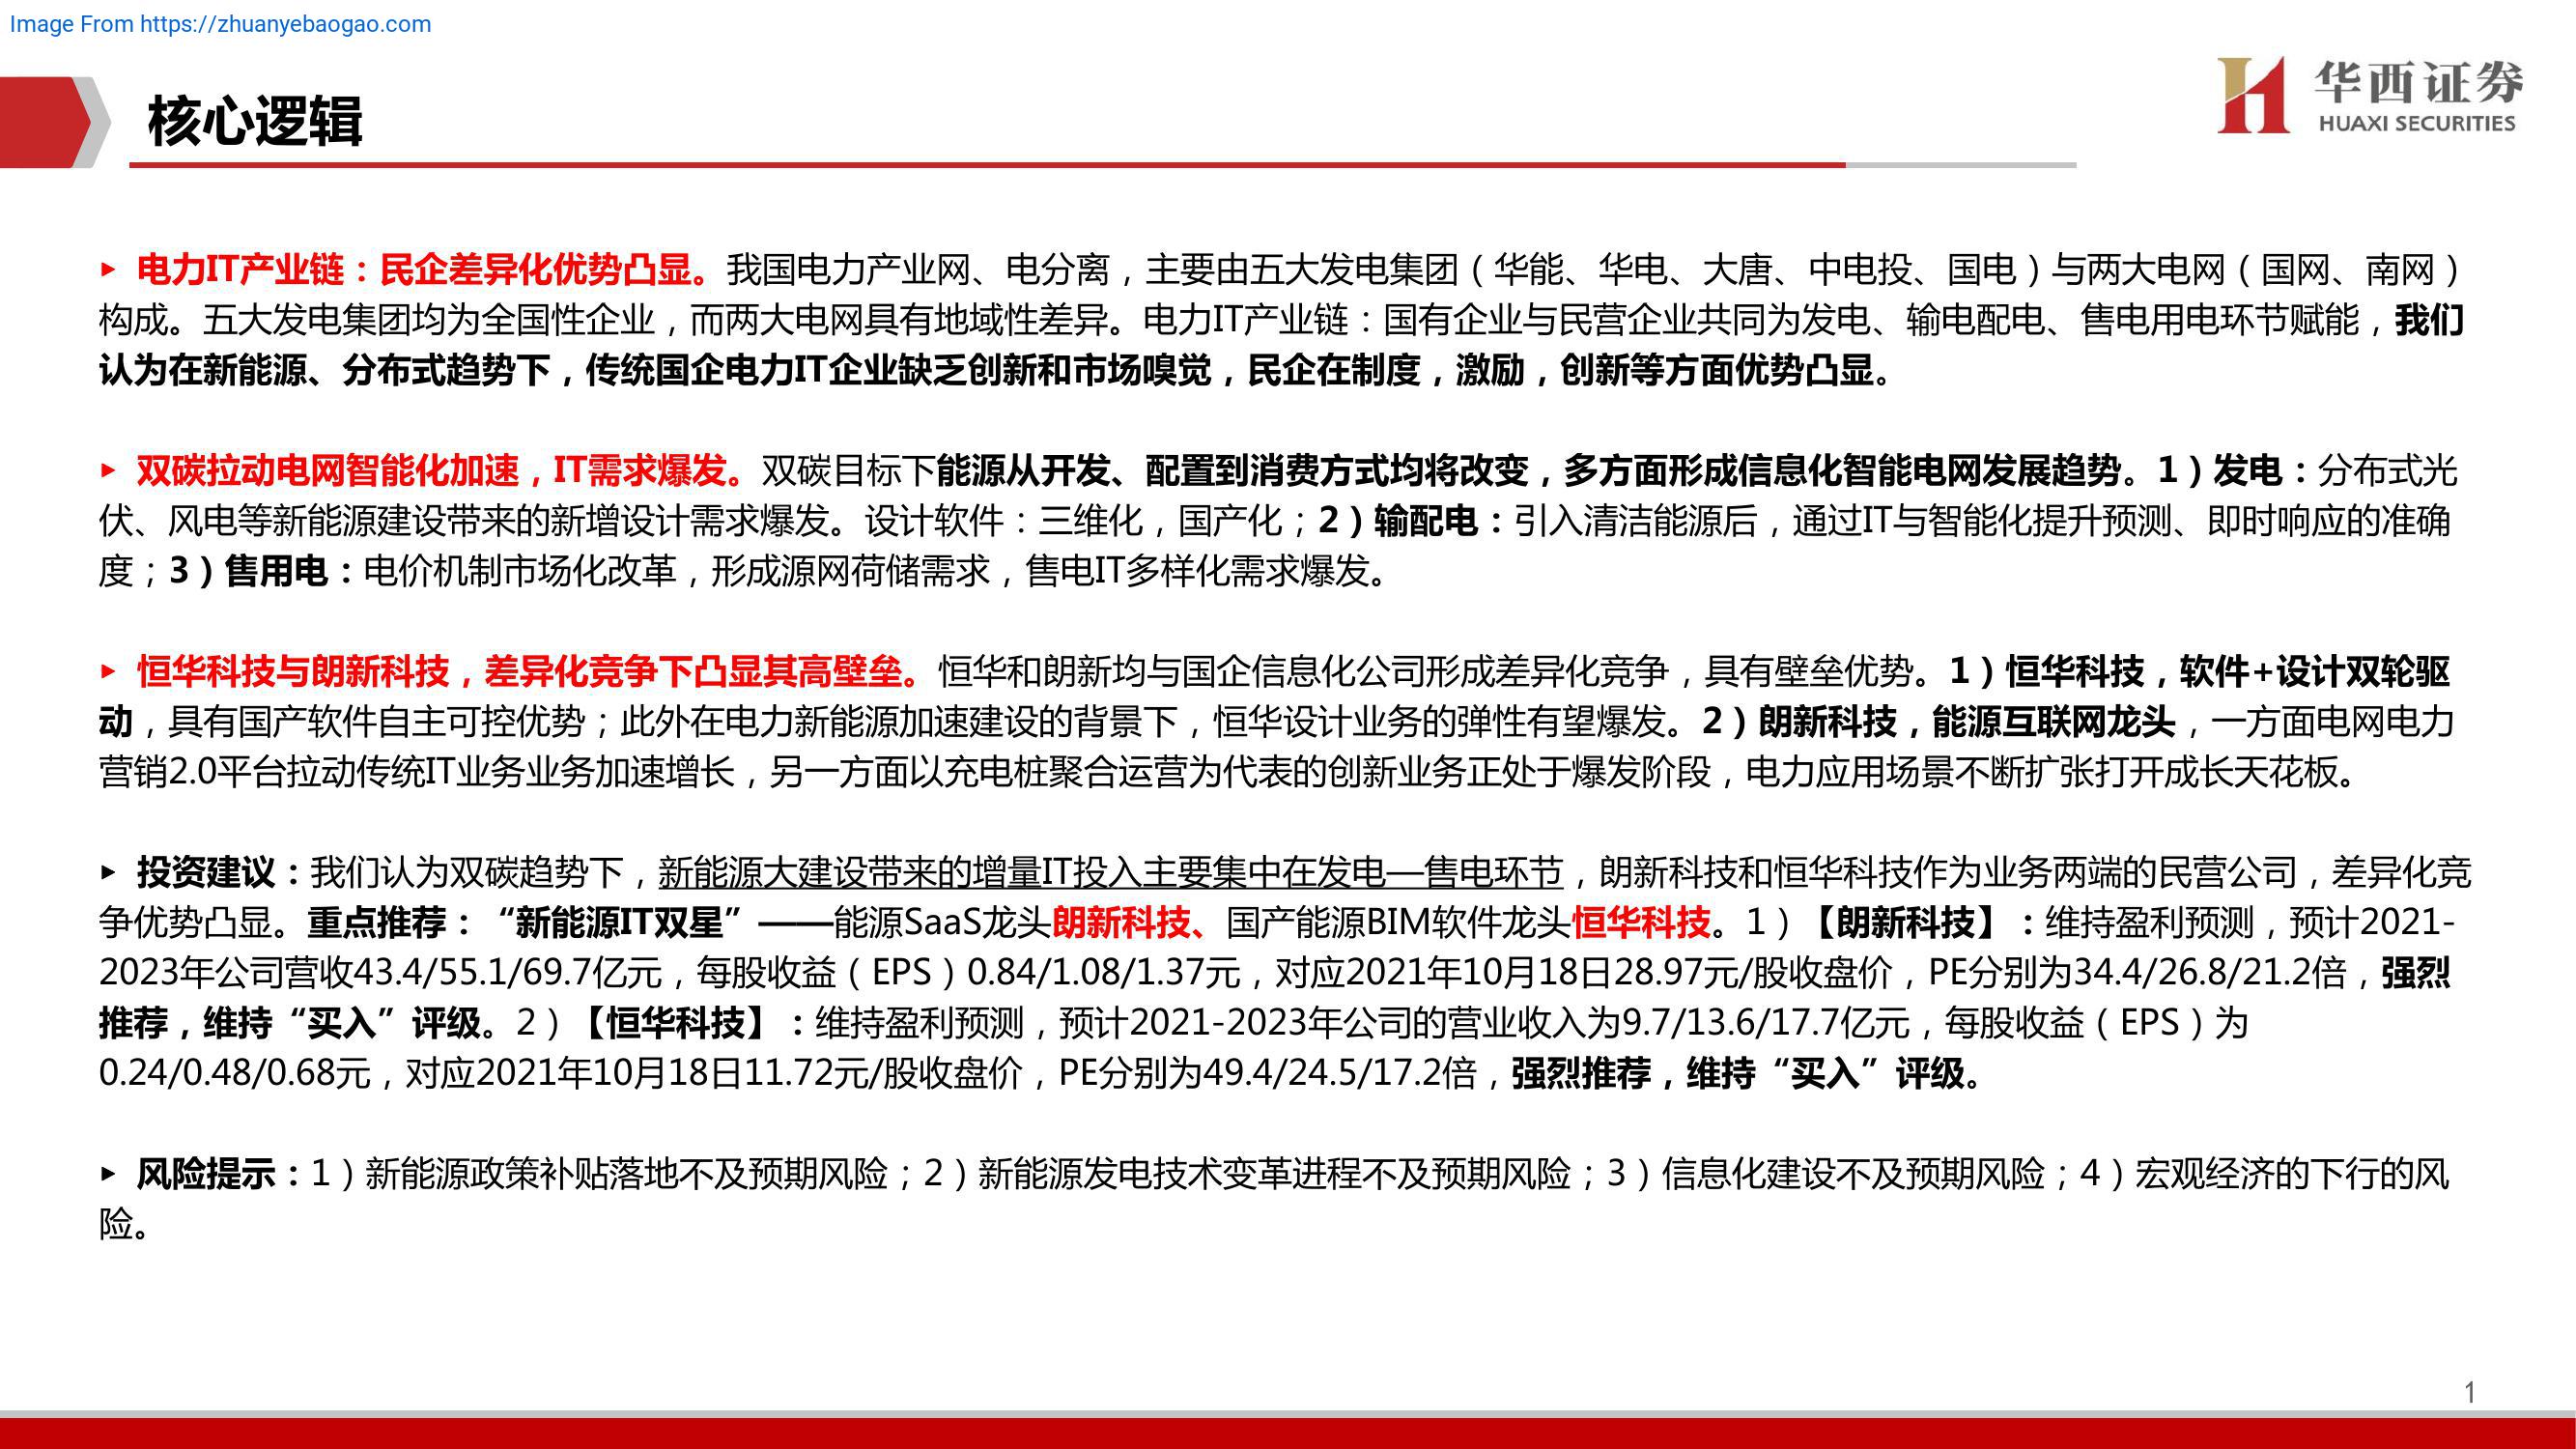 Image From https://zhuanyebaogao.com
核心逻辑
华西证券
HUAXI SECURITIES
▸ 电力IT产业链：民企差异化优势凸显。我国电力产业网、电分离，主要由五大发电集团（华能、华电、大唐、中电投、国电）与两大电网（国网、南网）
构成。五大发电集团均为全国性企业，而两大电网具有地域性差异。电力IT产业链：国有企业与民营企业共同为发电、输电配电、售电用电环节赋能，我们
认为在新能源、分布式趋势下，传统国企电力IT企业缺乏创新和市场嗅觉，民企在制度，激励，创新等方面优势凸显。
▸ 双碳拉动电网智能化加速，IT需求爆发。双碳目标下能源从开发、配置到消费方式均将改变，多方面形成信息化智能电网发展趋势。1）发电：分布式光
伏、风电等新能源建设带来的新增设计需求爆发。设计软件：三维化，国产化；2）输配电：引入清洁能源后，通过IT与智能化提升预测、即时响应的准确
度；3）售用电：电价机制市场化改革，形成源网荷储需求，售电IT多样化需求爆发。
▸ 恒华科技与朗新科技，差异化竞争下凸显其高壁垒。恒华和朗新均与国企信息化公司形成差异化竞争，具有壁垒优势。1）恒华科技，软件+设计双轮驱
动，具有国产软件自主可控优势；此外在电力新能源加速建设的背景下，恒华设计业务的弹性有望爆发。2）朗新科技，能源互联网龙头，一方面电网电力
营销2.0平台拉动传统IT业务业务加速增长，另一方面以充电桩聚合运营为代表的创新业务正处于爆发阶段，电力应用场景不断扩张打开成长天花板。
▸ 投资建议：我们认为双碳趋势下，新能源大建设带来的增量IT投入主要集中在发电—售电环节，朗新科技和恒华科技作为业务两端的民营公司，差异化竞
争优势凸显。重点推荐：“新能源IT双星”——能源SaaS龙头朗新科技、国产能源BIM软件龙头恒华科技。1）【朗新科技】：维持盈利预测，预计2021-
2023年公司营收43.4/55.1/69.7亿元，每股收益（EPS）0.84/1.08/1.37元，对应2021年10月18日28.97元/股收盘价，PE分别为34.4/26.8/21.2倍，强烈
推荐，维持“买入”评级。2）【恒华科技】：维持盈利预测，预计2021-2023年公司的营业收入为9.7/13.6/17.7亿元，每股收益（EPS）为
0.24/0.48/0.68元，对应2021年10月18日11.72元/股收盘价，PE分别为49.4/24.5/17.2倍，强烈推荐，维持“买入”评级。
▸ 风险提示：1）新能源政策补贴落地不及预期风险；2）新能源发电技术变革进程不及预期风险；3）信息化建设不及预期风险；4）宏观经济的下行的风
险。
1